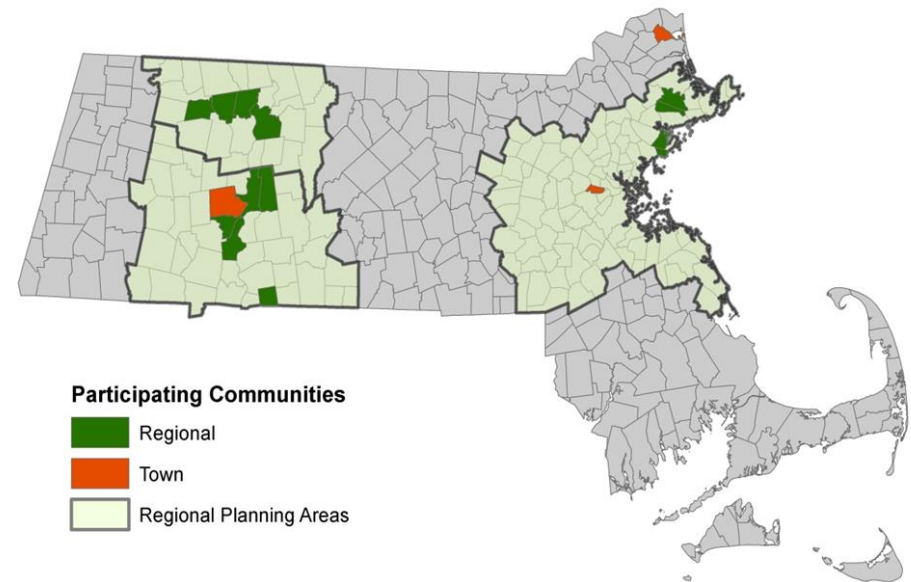 Participating Communities
Regional
Town
Regional Planning Areas